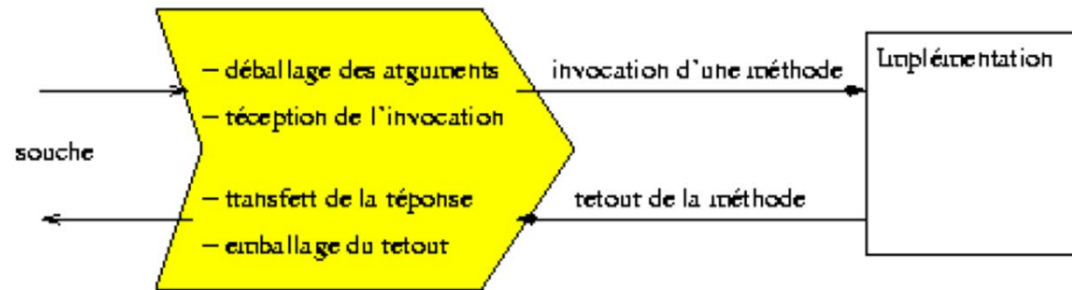 – déballage des arguments
– réception de l'invocation
souche
– transfert de la réponse
– emballage du retour
invocation d'une méthode
retour de la méthode
Implémentation